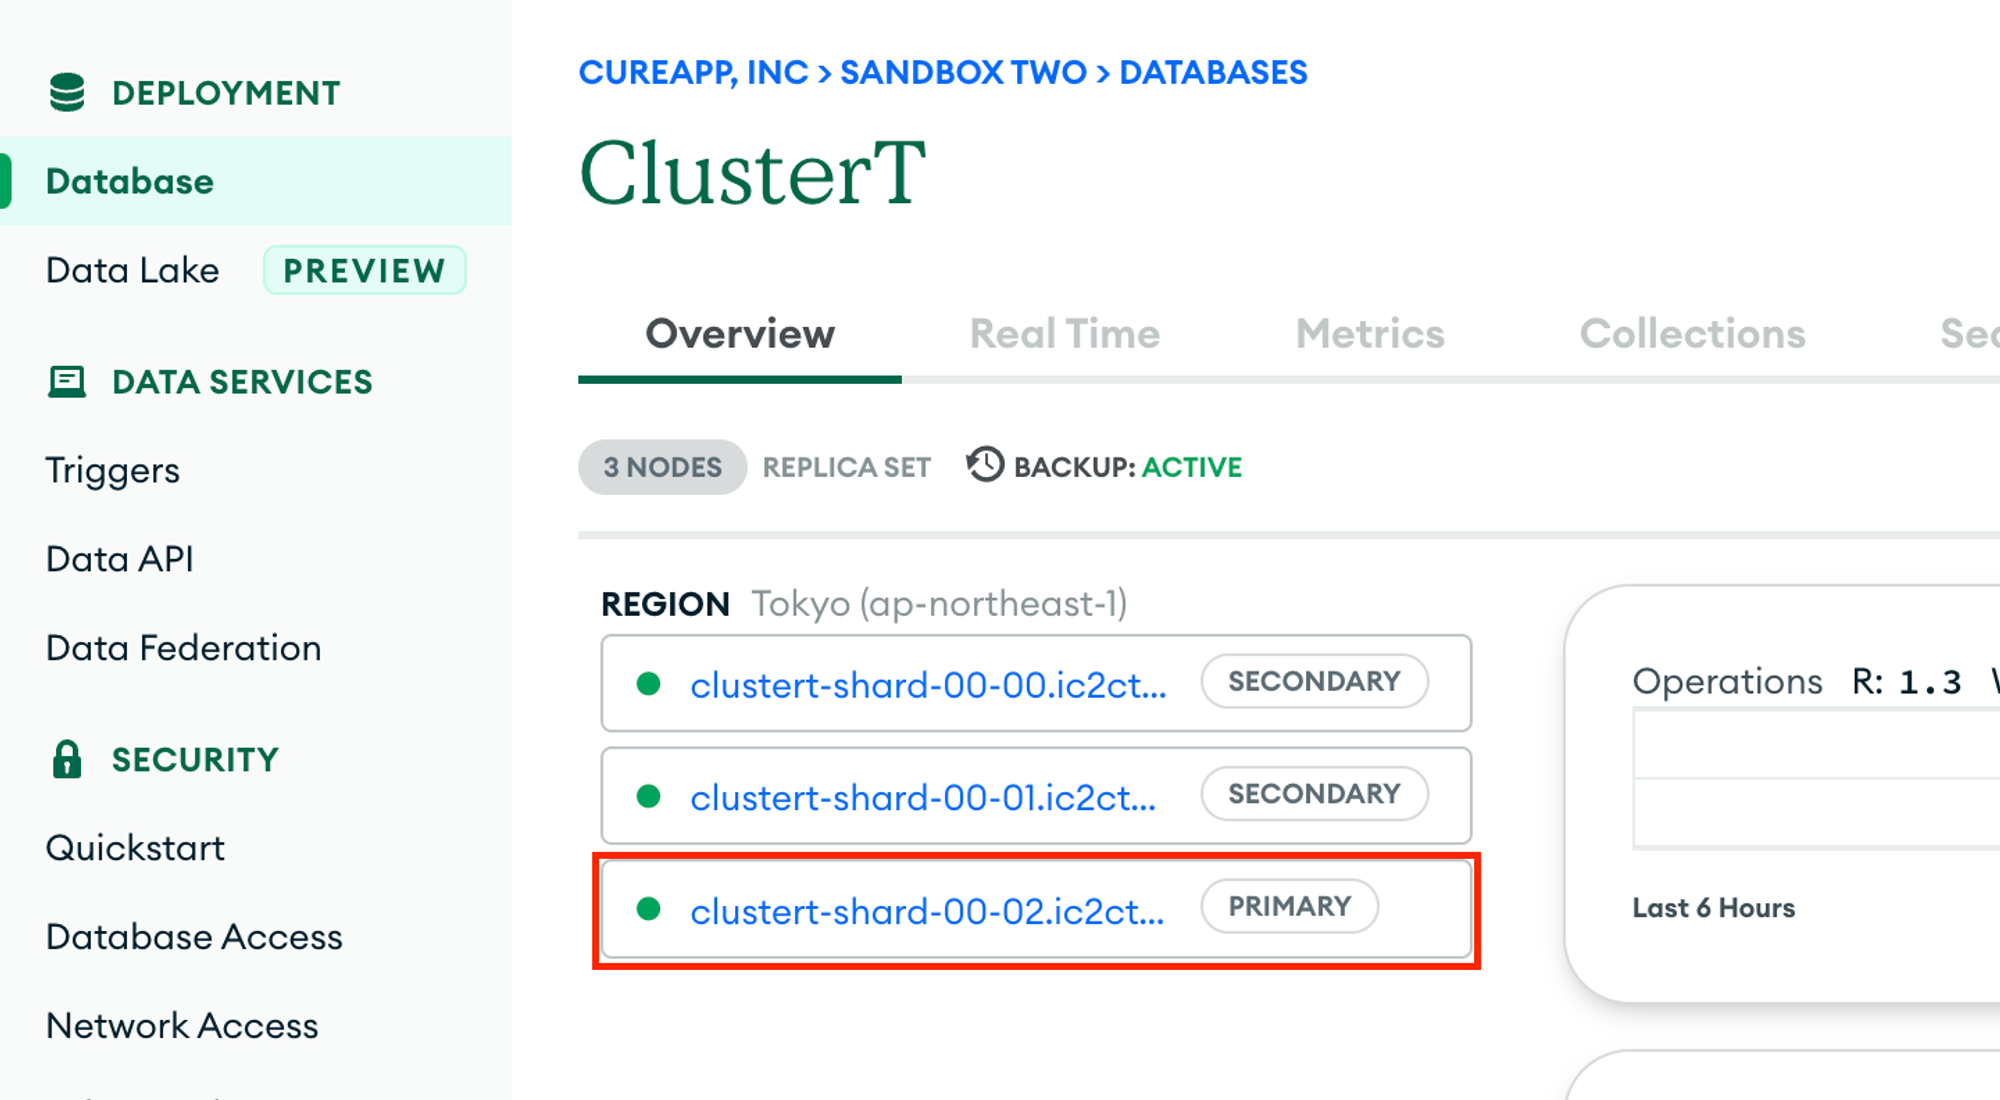 DEPLOYMENT
Database
Data Lake PREVIEW
DATA SERVICES
Triggers
Data API
Data Federation
SECURITY
Quickstart
Database Access
Network Access
CUREAPP, INC > SANDBOX TWO > DATABASES
ClusterT
Overview Real Time Metrics Collections
3 NODES REPLICA SET BACKUP: ACTIVE
REGION Tokyo (ap-northeast-1)
clustert-shard-00-00.ic2ct... SECONDARY
clustert-shard-00-01.ic2ct... SECONDARY
clustert-shard-00-02.ic2ct... PRIMARY
Operations R: 1.3
Last 6 Hours